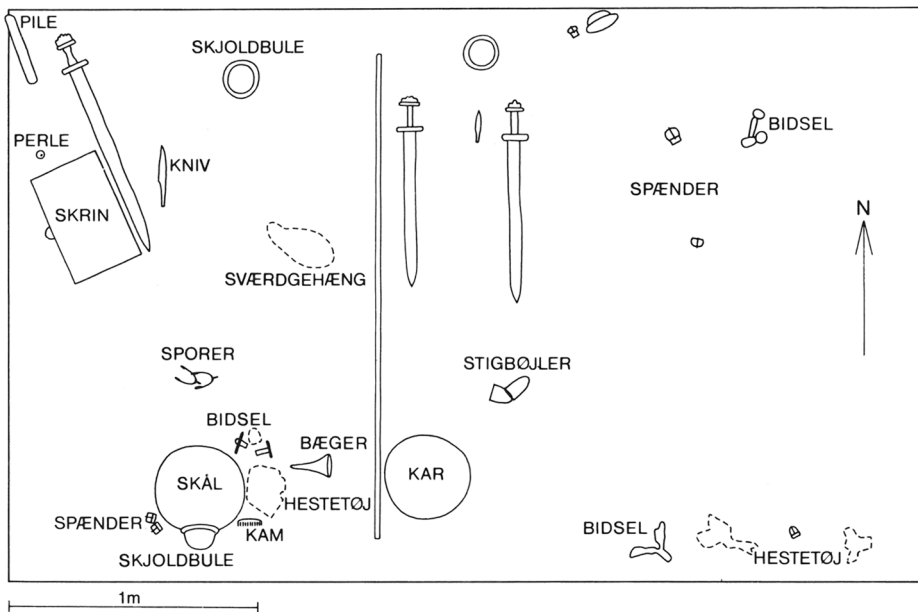 PILE
SKJOLDBULE
PERLE
KNIV
SKRIN
BIDSEL
SPÆNDER
N
SVÆRDGEHÆNG
SPORER
STIGBØJLER
BIDSEL
BÆGER
SKÅL
KAR
HESTETØJ
SPÆNDER
KAM
SKJOLDBULE
BIDSEL
HESTETØJ
1m